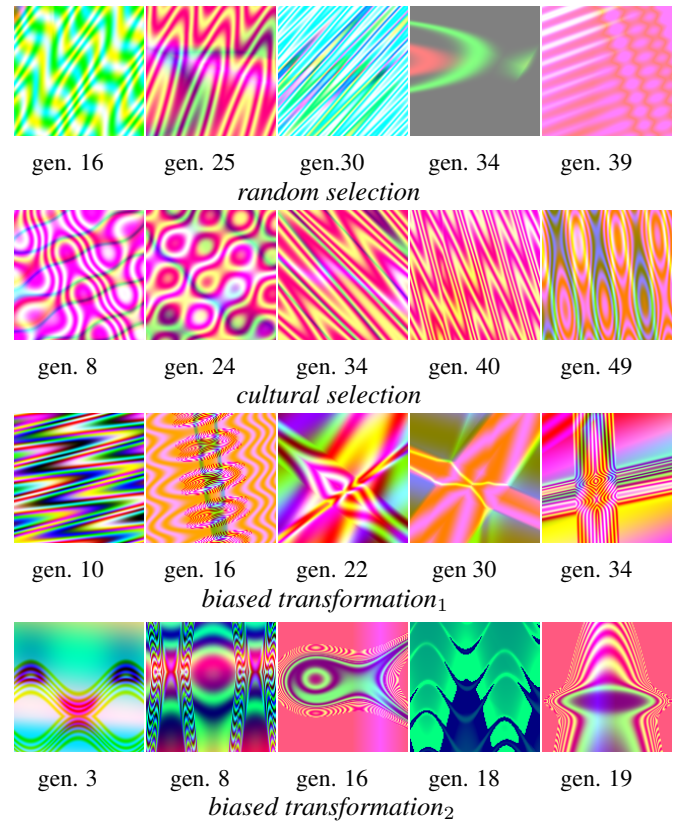 gen. 16 gen. 25 gen.30 gen. 34 gen. 39
random selection
gen. 8 gen. 24 gen. 34 gen. 40 gen. 49
cultural selection
gen. 10 gen. 16 gen. 22 gen 30 gen. 34
biased transformation₁
gen. 3 gen. 8 gen. 16 gen. 18 gen. 19
biased transformation₂